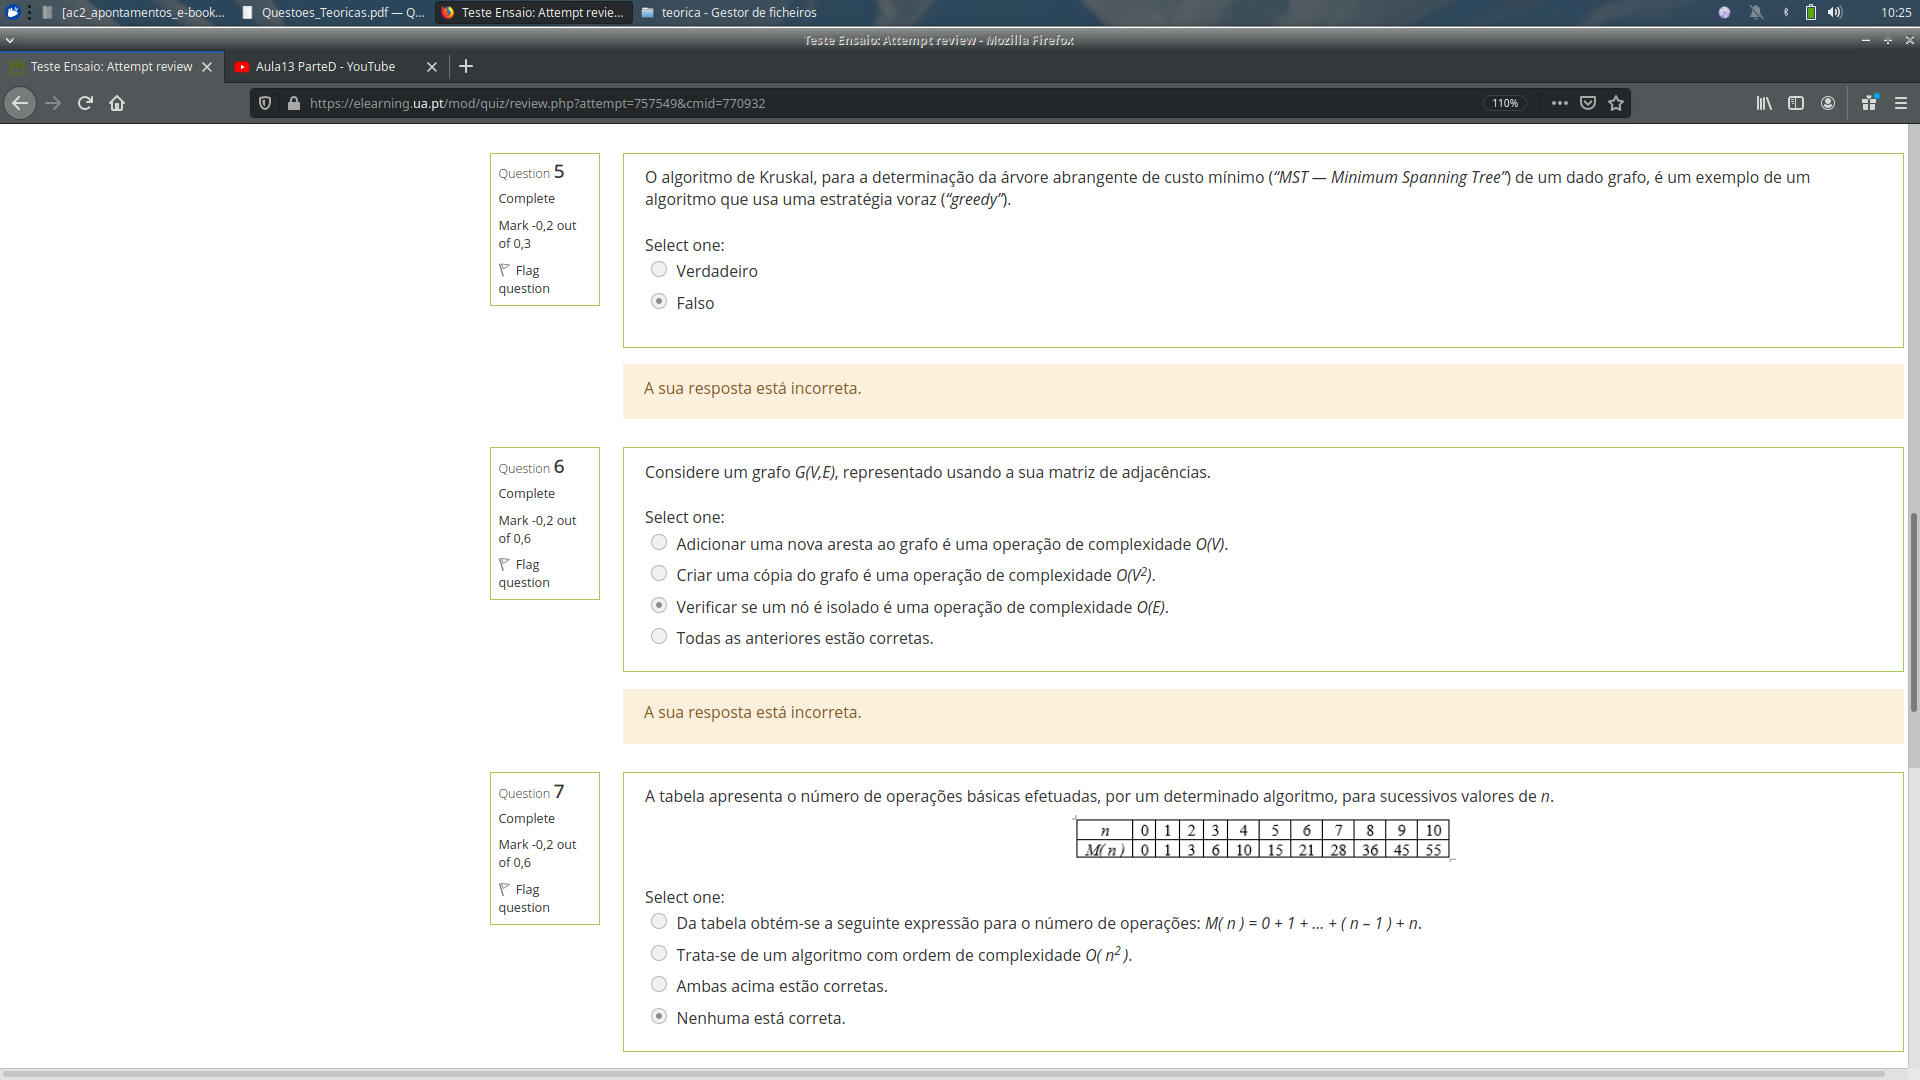 [ac2_apontamentos_e-book...
Questoes_Teoricas.pdf — Q...
Teste Ensaio: Attempt revie...
teorica - Gestor de ficheiros
10:25
Teste Ensaio: Attempt review - Mozilla Firefox
Teste Ensaio: Attempt review
Aula13 ParteD - YouTube
https://elearning.ua.pt/mod/quiz/review.php?attempt=757549&cmid=770932
110%
Question 5
Complete
Mark -0,2 out
of 0,3
Flag
question
O algoritmo de Kruskal, para a determinação da árvore abrangente de custo mínimo (“MST — Minimum Spanning Tree”) de um dado grafo, é um exemplo de um
algoritmo que usa uma estratégia voraz (“greedy”).
Select one:
Verdadeiro
Falso
A sua resposta está incorreta.
Question 6
Complete
Mark -0,2 out
of 0,6
Flag
question
Considere um grafo G(V,E), representado usando a sua matriz de adjacências.
Select one:
Adicionar uma nova aresta ao grafo é uma operação de complexidade O(V).
Criar uma cópia do grafo é uma operação de complexidade O(V²).
Verificar se um nó é isolado é uma operação de complexidade O(E).
Todas as anteriores estão corretas.
A sua resposta está incorreta.
Question 7
Complete
Mark -0,2 out
of 0,6
Flag
question
A tabela apresenta o número de operações básicas efetuadas, por um determinado algoritmo, para sucessivos valores de n.
n 0 1 2 3 4 5 6 7 8 9 10
M(n) 0 1 3 6 10 15 21 28 36 45 55
Select one:
Da tabela obtém-se a seguinte expressão para o número de operações: M( n ) = 0 + 1 + ... + ( n – 1 ) + n.
Trata-se de um algoritmo com ordem de complexidade O( n² ).
Ambas acima estão corretas.
Nenhuma está correta.